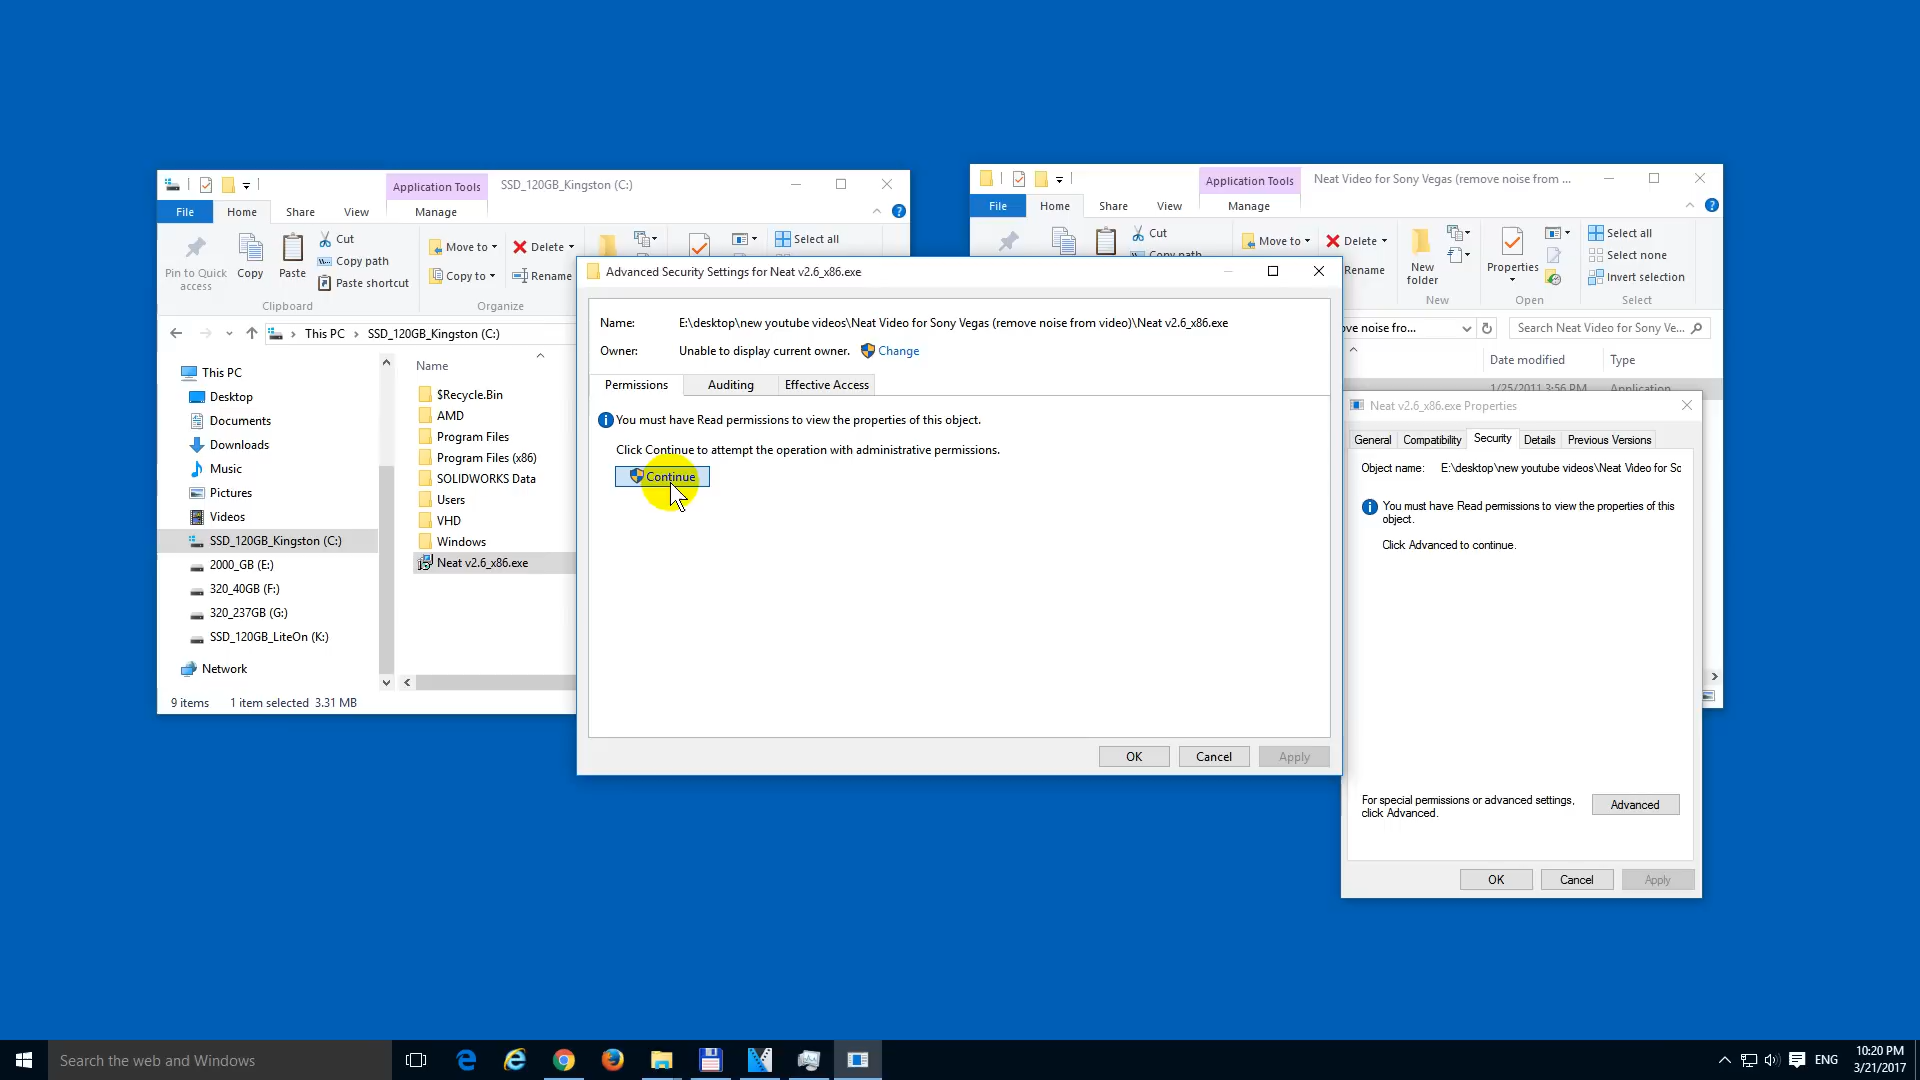 Application Tools
SSD_120GB_Kingston (C:)
File
Home
Share
View
Manage
Pin to Quick access
Copy
Paste
Cut
Copy path
Paste shortcut
Clipboard
Move to
Copy to
Delete
Rename
Organize
Select all
This PC
SSD_120GB_Kingston (C:)
This PC
Desktop
Documents
Downloads
Music
Pictures
Videos
SSD_120GB_Kingston (C:)
2000_GB (E:)
320_40GB (F:)
320_237GB (G:)
SSD_120GB_LiteOn (K:)
Network
Name
$Recycle.Bin
AMD
Program Files
Program Files (x86)
SOLIDWORKS Data
Users
VHD
Windows
Neat v2.6_x86.exe
9 items
1 item selected 3.31 MB
Application Tools
Neat Video for Sony Vegas (remove noise from ...
File
Home
Share
View
Manage
Cut
Copy path
Move to
Delete
Rename
New folder
New
Properties
Open
Select all
Select none
Invert selection
Select
ve noise fro...
Search Neat Video for Sony Ve...
Date modified
Type
1/25/2011 3:56 PM
Application
Advanced Security Settings for Neat v2.6_x86.exe
Name:
E:\desktop\new youtube videos\Neat Video for Sony Vegas (remove noise from video)\Neat v2.6_x86.exe
Owner:
Unable to display current owner.
Change
Permissions
Auditing
Effective Access
You must have Read permissions to view the properties of this object.
Click Continue to attempt the operation with administrative permissions.
Continue
OK
Cancel
Apply
Neat v2.6_x86.exe Properties
General
Compatibility
Security
Details
Previous Versions
Object name:
E:\desktop\new youtube videos\Neat Video for Sc
You must have Read permissions to view the properties of this
object.
Click Advanced to continue.
For special permissions or advanced settings,
click Advanced.
Advanced
OK
Cancel
Apply
Search the web and Windows
ENG
10:20 PM
3/21/2017